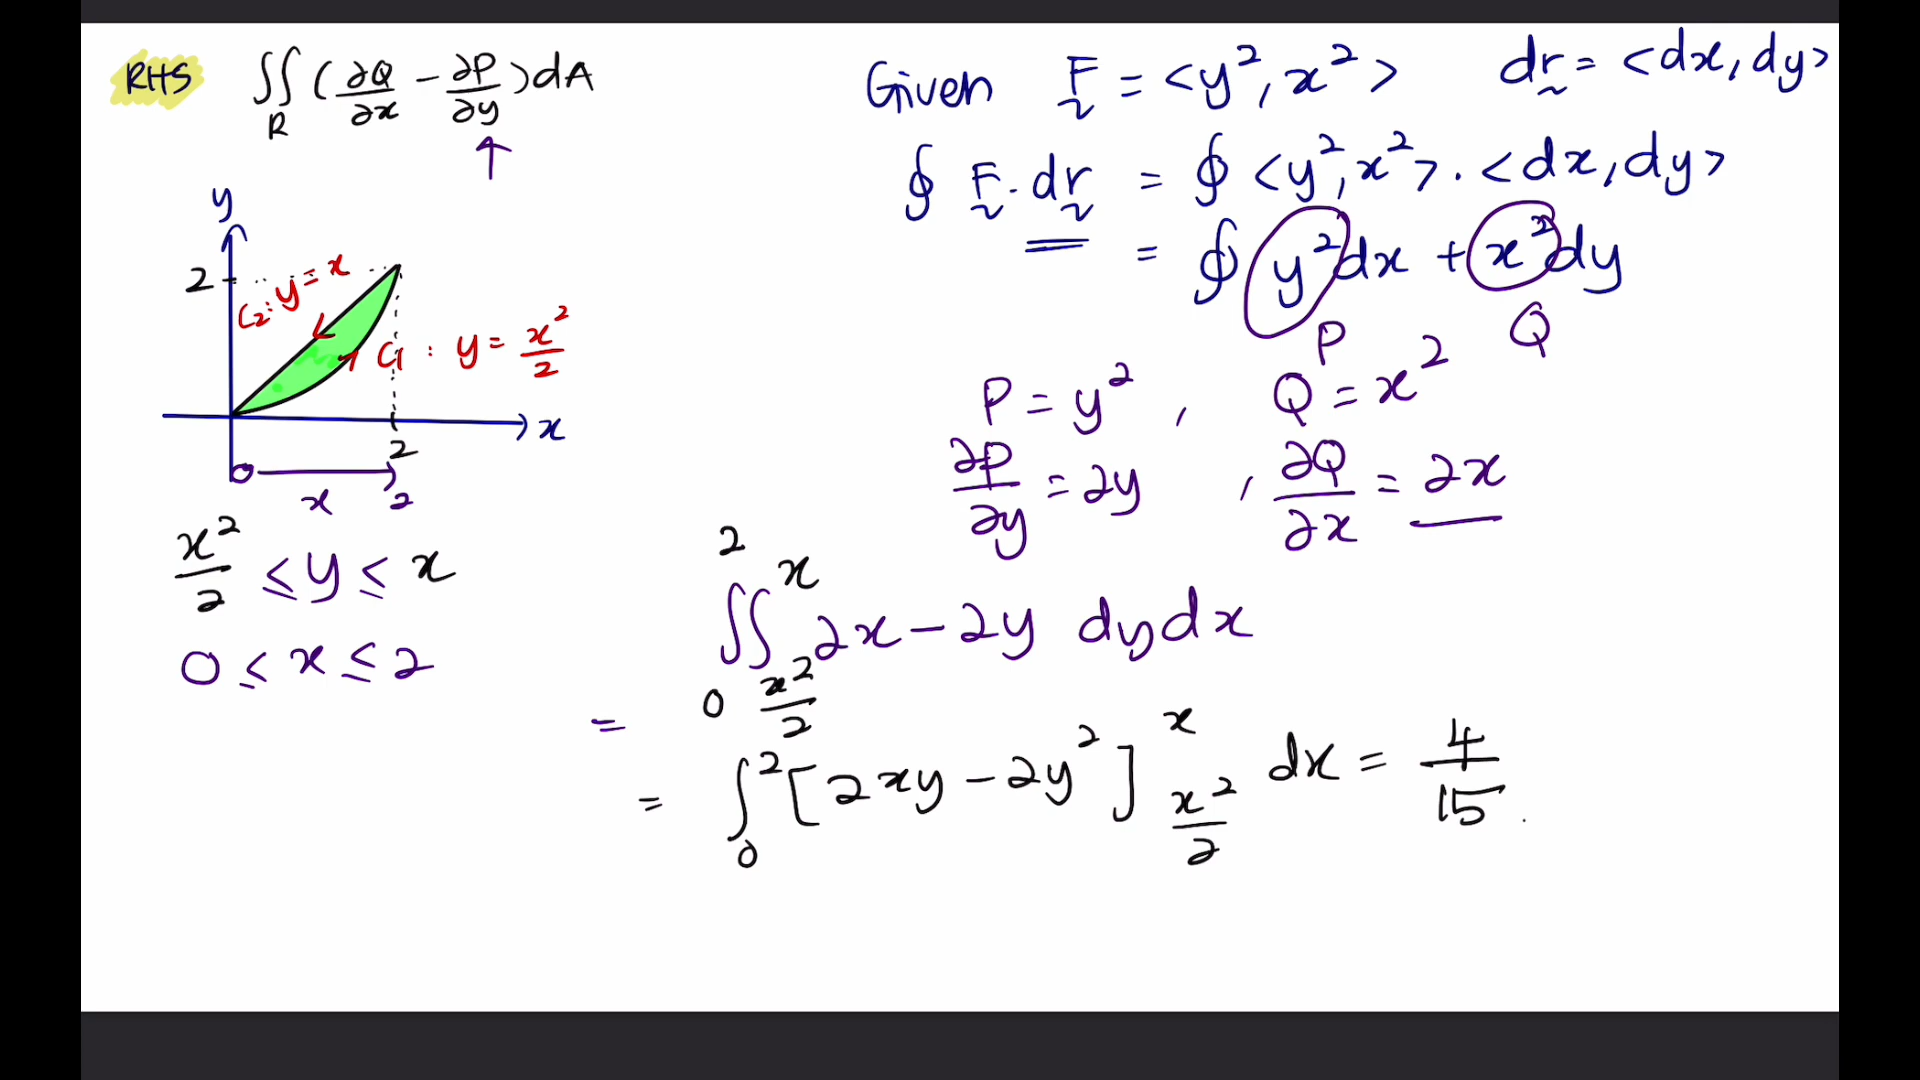 RHS ∬_R (∂Q/∂x − ∂P/∂y) dA
↑
y
2
C₂: y = x
C₁ : y = x²/2
x
2
0 x 2
x²/2 ≤ y ≤ x
0 ≤ x ≤ 2
Given F = <y², x²> dr = <dx, dy>
∮ F · dr = ∮ <y², x²> · <dx, dy>
= ∮ y² dx + x² dy
P Q
P = y² , Q = x²
∂P/∂y = 2y , ∂Q/∂x = 2x
∫₀² ∫_{x²/2}^{x} 2x − 2y dy dx
=
= ∫₀² [2xy − 2y²]_{x²/2}^{x} dx = 4/15 .